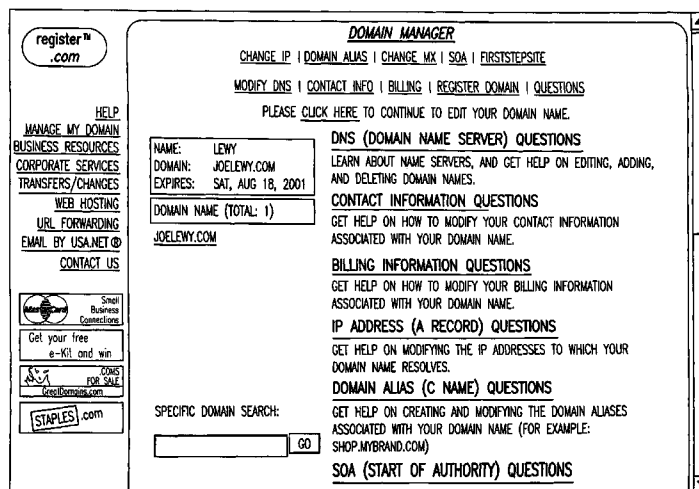 register™
.com
HELP
MANAGE MY DOMAIN
BUSINESS RESOURCES
CORPORATE SERVICES
TRANSFERS/CHANGES
WEB HOSTING
URL FORWARDING
EMAIL BY USA.NET®
CONTACT US
MasterCard
Small
Business
Connections
Get your free
e-Kit and win
.COMS
FOR SALE
GreatDomains.com
STAPLES .com
DOMAIN MANAGER
CHANGE IP | DOMAIN ALIAS | CHANGE MX | SOA | FIRSTSTEPSITE
MODIFY DNS | CONTACT INFO | BILLING | REGISTER DOMAIN | QUESTIONS
PLEASE CLICK HERE TO CONTINUE TO EDIT YOUR DOMAIN NAME.
NAME: LEWY
DOMAIN: JOELEWY.COM
EXPIRES: SAT, AUG 18, 2001
DOMAIN NAME (TOTAL: 1)
JOELEWY.COM
SPECIFIC DOMAIN SEARCH:
GO
DNS (DOMAIN NAME SERVER) QUESTIONS
LEARN ABOUT NAME SERVERS, AND GET HELP ON EDITING, ADDING,
AND DELETING DOMAIN NAMES.
CONTACT INFORMATION QUESTIONS
GET HELP ON HOW TO MODIFY YOUR CONTACT INFORMATION
ASSOCIATED WITH YOUR DOMAIN NAME.
BILLING INFORMATION QUESTIONS
GET HELP ON HOW TO MODIFY YOUR BILLING INFORMATION
ASSOCIATED WITH YOUR DOMAIN NAME.
IP ADDRESS (A RECORD) QUESTIONS
GET HELP ON MODIFYING THE IP ADDRESSES TO WHICH YOUR
DOMAIN NAME RESOLVES.
DOMAIN ALIAS (C NAME) QUESTIONS
GET HELP ON CREATING AND MODIFYING THE DOMAIN ALIASES
ASSOCIATED WITH YOUR DOMAIN NAME (FOR EXAMPLE:
SHOP.MYBRAND.COM)
SOA (START OF AUTHORITY) QUESTIONS